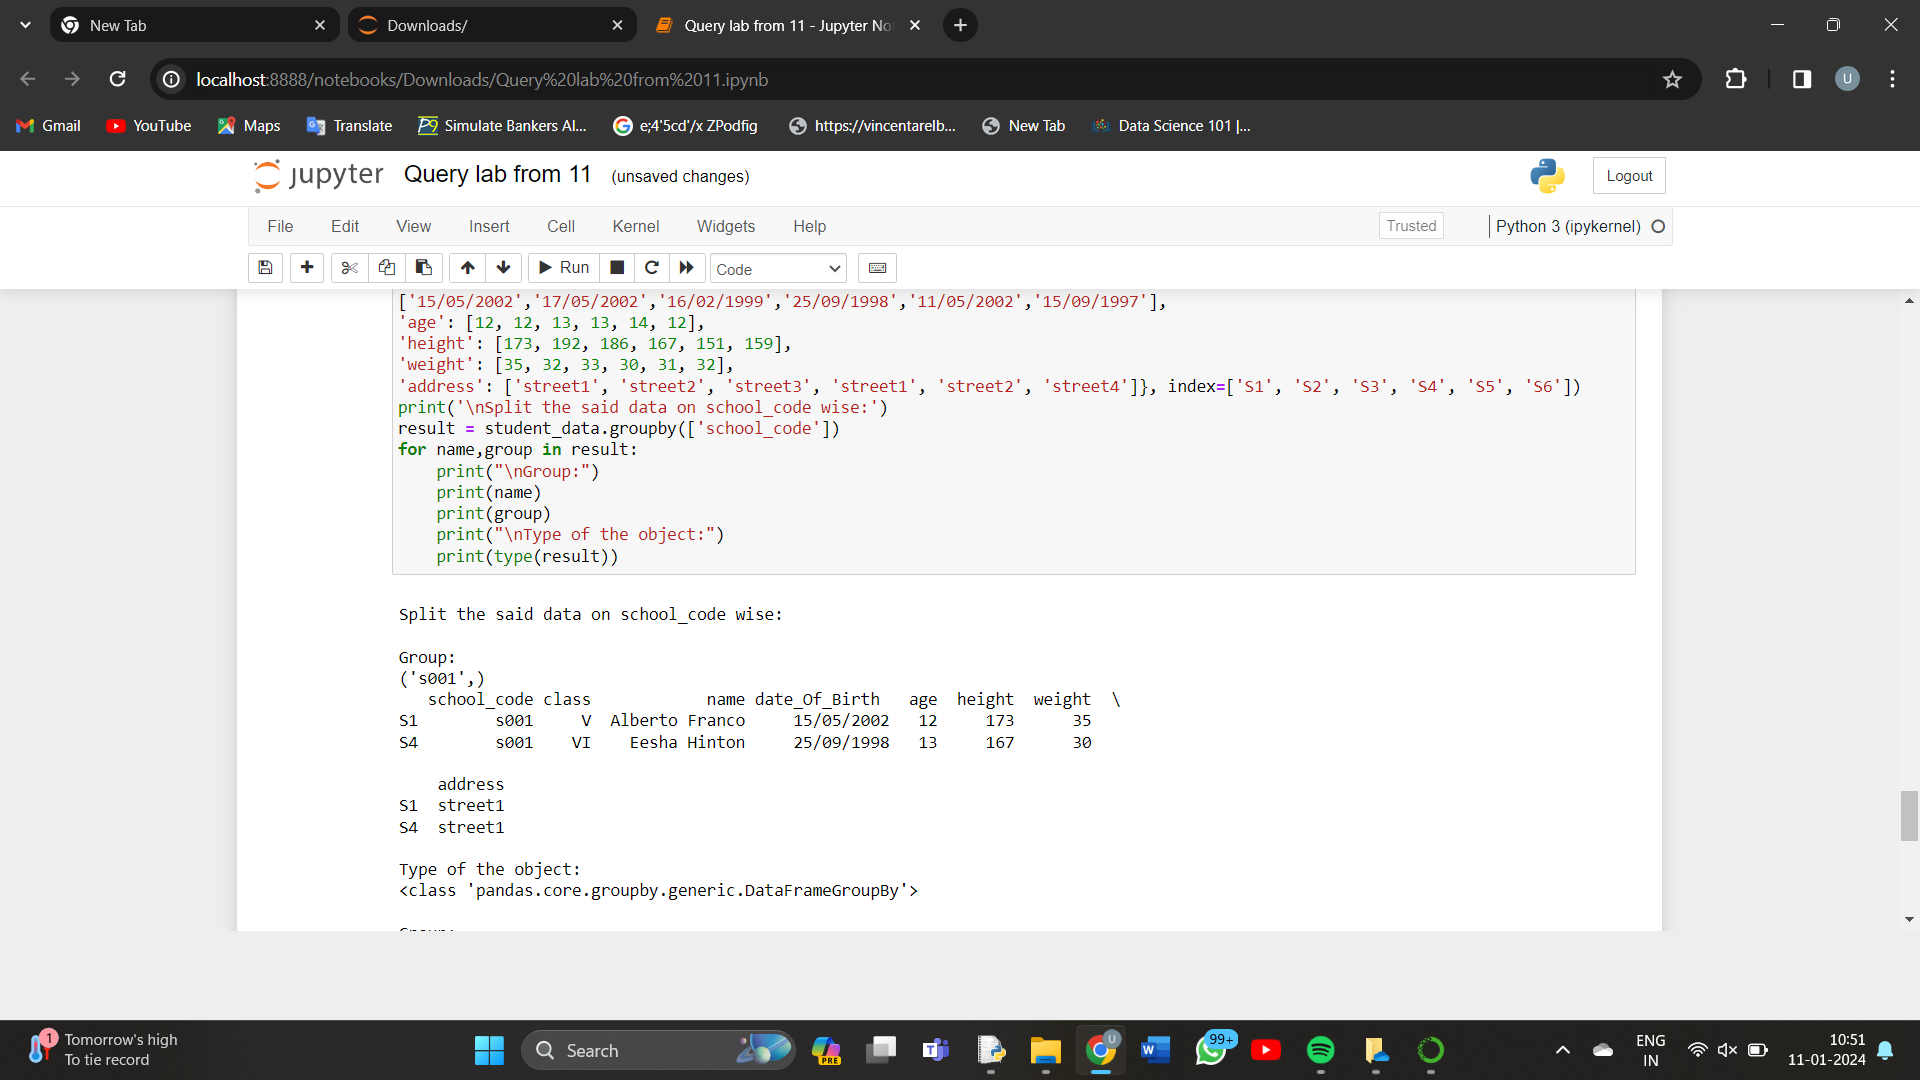 New Tab
Downloads/
Query lab from 11 - Jupyter No
localhost:8888/notebooks/Downloads/Query%20lab%20from%2011.ipynb
U
Gmail
YouTube
Maps
Translate
Simulate Bankers Al...
e;4'5cd'/x ZPodfig
https://vincentarelb...
New Tab
Data Science 101 |...
jupyter
Query lab from 11
(unsaved changes)
Logout
File
Edit
View
Insert
Cell
Kernel
Widgets
Help
Trusted
Python 3 (ipykernel)
Run
Code
['15/05/2002','17/05/2002','16/02/1999','25/09/1998','11/05/2002','15/09/1997'],
'age': [12, 12, 13, 13, 14, 12],
'height': [173, 192, 186, 167, 151, 159],
'weight': [35, 32, 33, 30, 31, 32],
'address': ['street1', 'street2', 'street3', 'street1', 'street2', 'street4']}, index=['S1', 'S2', 'S3', 'S4', 'S5', 'S6'])
print('\nSplit the said data on school_code wise:')
result = student_data.groupby(['school_code'])
for name,group in result:
    print("\nGroup:")
    print(name)
    print(group)
    print("\nType of the object:")
    print(type(result))
Split the said data on school_code wise:
Group:
('s001',)
   school_code class            name date_Of_Birth   age  height  weight  \
S1        s001     V  Alberto Franco     15/05/2002   12     173      35
S4        s001    VI    Eesha Hinton     25/09/1998   13     167      30
    address
S1  street1
S4  street1
Type of the object:
<class 'pandas.core.groupby.generic.DataFrameGroupBy'>
Group:
1
Tomorrow's high
To tie record
Search
PRE
U
99+
ENG
IN
10:51
11-01-2024